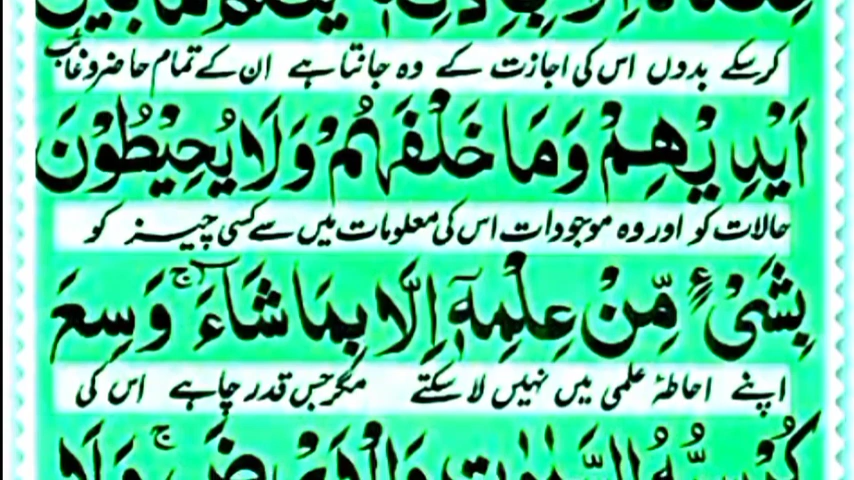 اِلَّا بِاِذْنِهٖ يَعْلَمُ مَا بَيْنَ
کر سکے بدوں اس کی اجازت کے وہ جانتا ہے ان کے تمام حاضر و غائب
اَيْدِيْهِمْ وَمَا خَلْفَهُمْ وَلَا يُحِيْطُوْنَ
حالات کو اور وہ موجودات اس کی معلومات میں سے کسی چیز کو
بِشَيْءٍ مِّنْ عِلْمِهٖٓ اِلَّا بِمَا شَآءَ ۚ وَسِعَ
اپنے احاطۂ علمی میں نہیں لا سکتے مگر جس قدر چاہے اس کی
كُرْسِيُّهُ السَّمٰوٰتِ وَالْاَرْضَ ۚ وَلَا